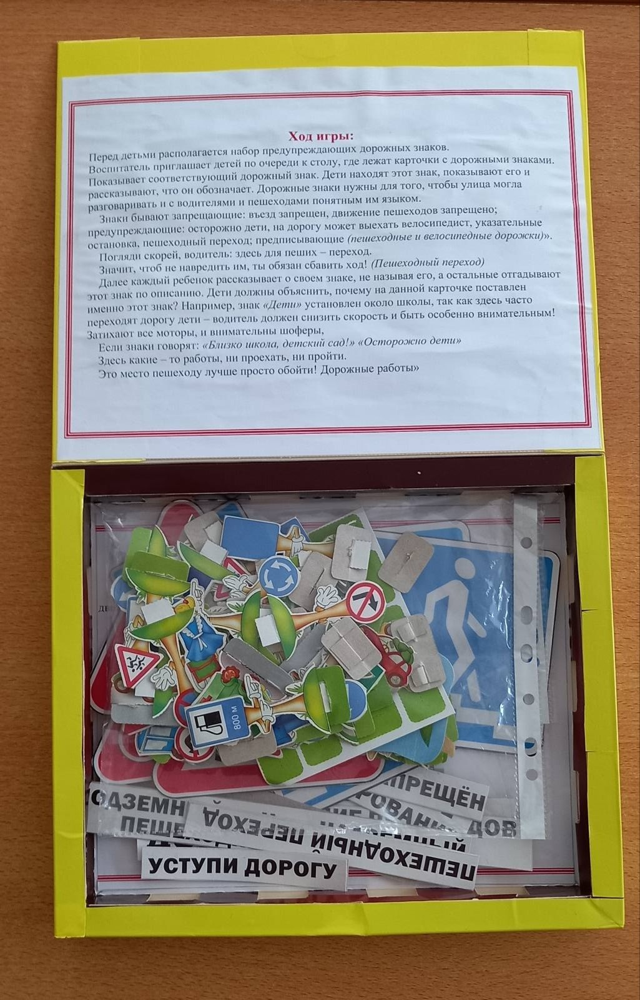 Ход игры:
Перед детьми располагается набор предупреждающих дорожных знаков.
Воспитатель приглашает детей по очереди к столу, где лежат карточки с дорожными знаками.
Показывает соответствующий дорожный знак. Дети находят этот знак, показывают его и
рассказывают, что он обозначает. Дорожные знаки нужны для того, чтобы улица могла
разговаривать и с водителями и пешеходами понятным им языком.
Знаки бывают запрещающие: въезд запрещен, движение пешеходов запрещено;
предупреждающие: осторожно дети, на дорогу может выехать велосипедист, указательные
остановка, пешеходный переход; предписывающие (пешеходные и велосипедные дорожки)».
Погляди скорей, водитель: здесь для пеших – переход.
Значит, чтоб не навредить им, ты обязан сбавить ход! (Пешеходный переход)
Далее каждый ребенок рассказывает о своем знаке, не называя его, а остальные отгадывают
этот знак по описанию. Дети должны объяснить, почему на данной карточке поставлен
именно этот знак? Например, знак «Дети» установлен около школы, так как здесь часто
переходят дорогу дети – водитель должен снизить скорость и быть особенно внимательным!
Затихают все моторы, и внимательны шоферы,
Если знаки говорят: «Близко школа, детский сад!» «Осторожно дети»
Здесь какие – то работы, ни проехать, ни пройти.
Это место пешеходу лучше просто обойти! Дорожные работы»
800 м
ПРЕЩЁН
ОДЗЕМН
РОВАНИ
ДОВ
ПЕШЕ
ПЕШЕХОДНЫЙ ПЕРЕХОД
УСТУПИ ДОРОГУ